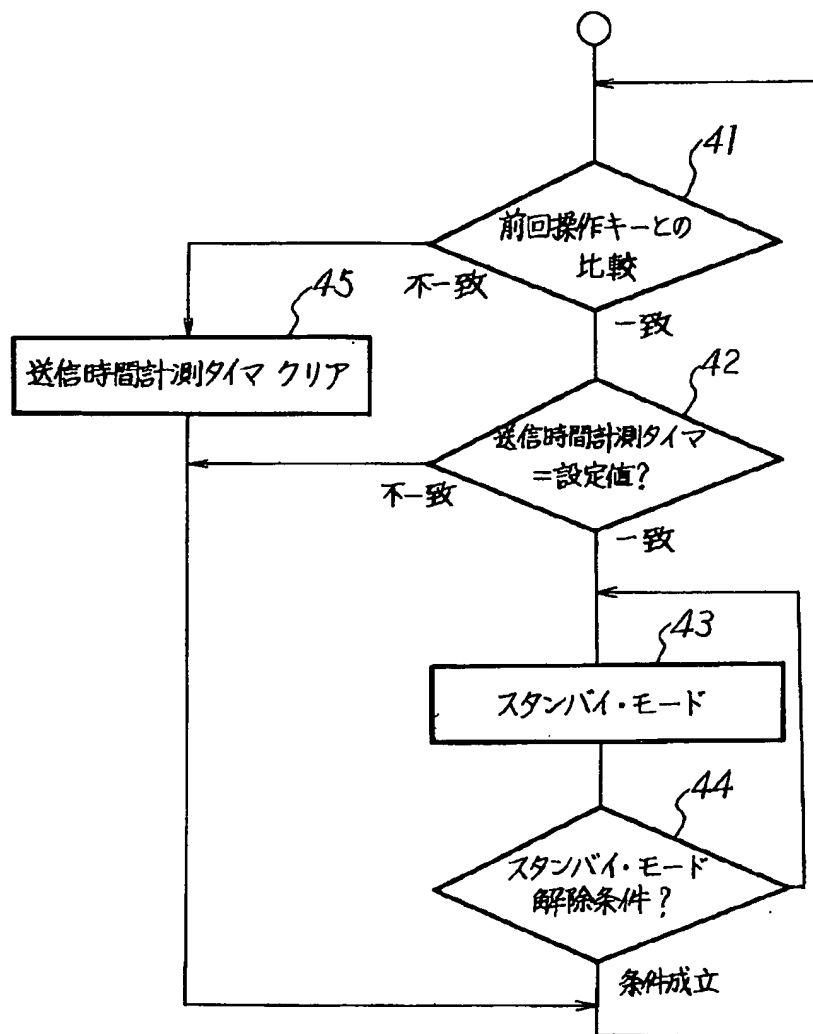 41
前回操作キーとの
比較
不一致
一致
45
送信時間計測タイマ クリア
42
送信時間計測タイマ
=設定値?
不一致
一致
43
スタンバイ・モード
44
スタンバイ・モード
解除条件?
条件成立